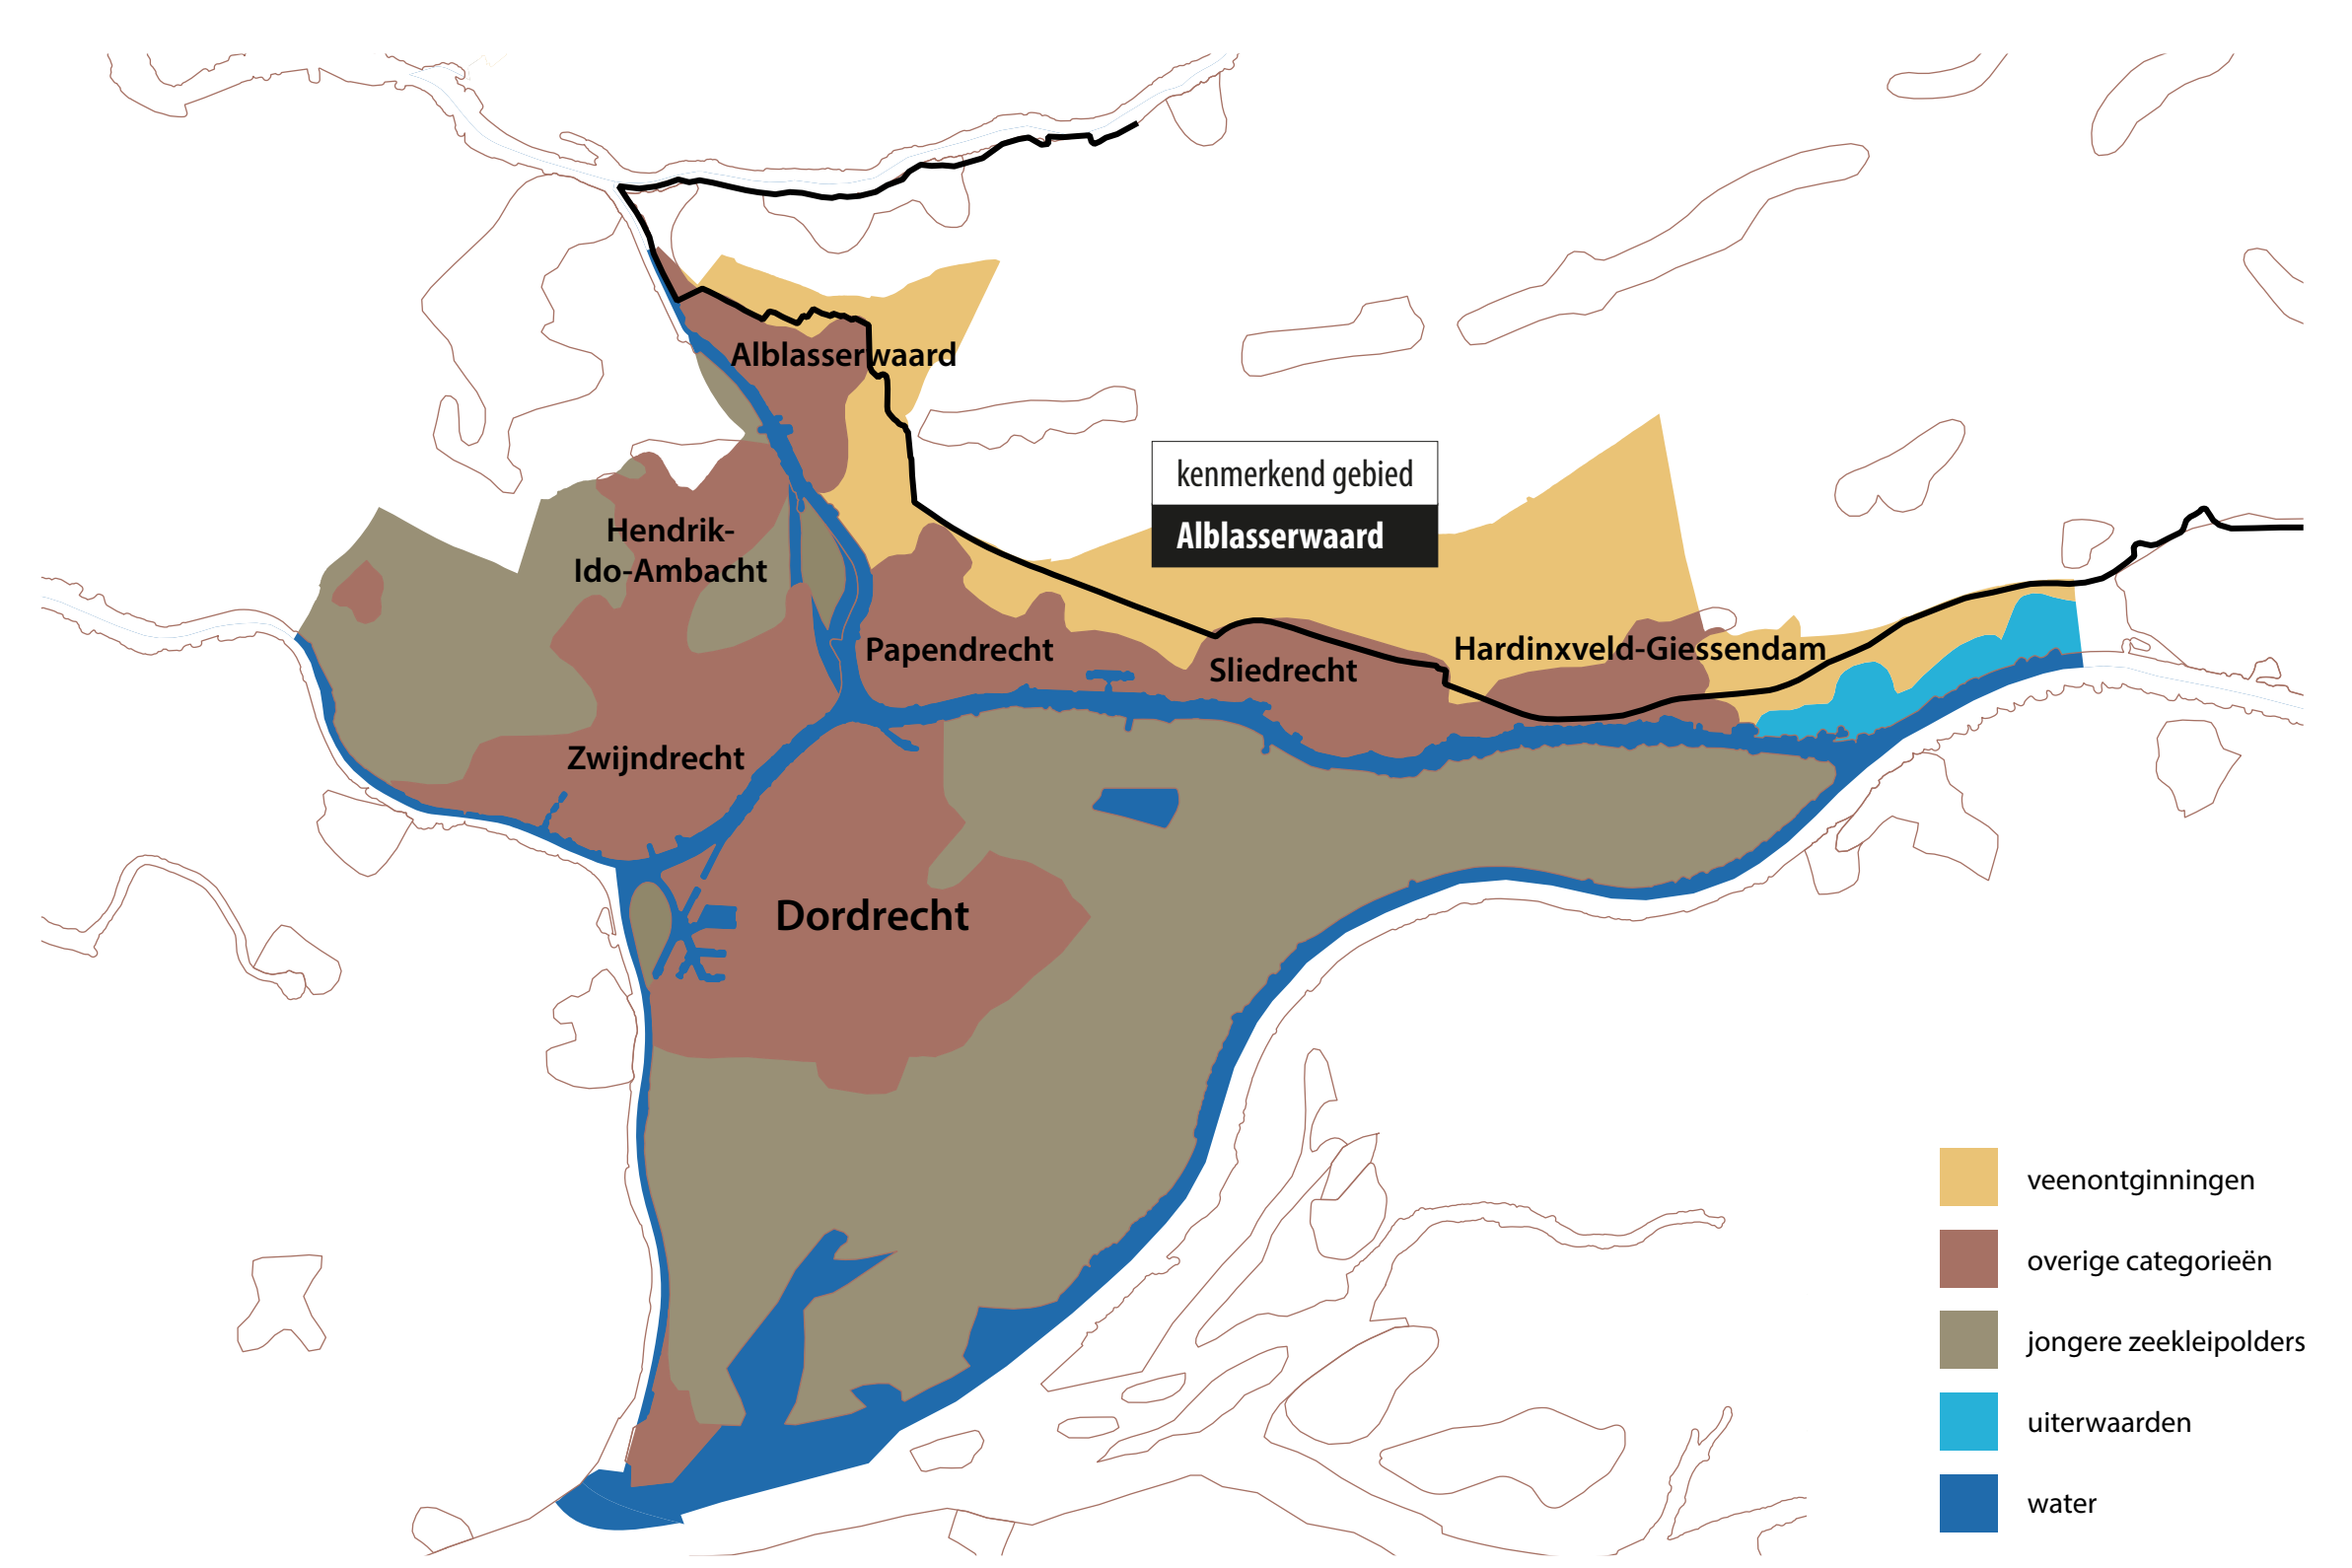 Alblasserwaard
kenmerkend gebied
Alblasserwaard
Hendrik-
Ido-Ambacht
Papendrecht
Sliedrecht
Hardinxveld-Giessendam
Zwijndrecht
Dordrecht
veenontginningen
overige categorieën
jongere zeekleipolders
uiterwaarden
water